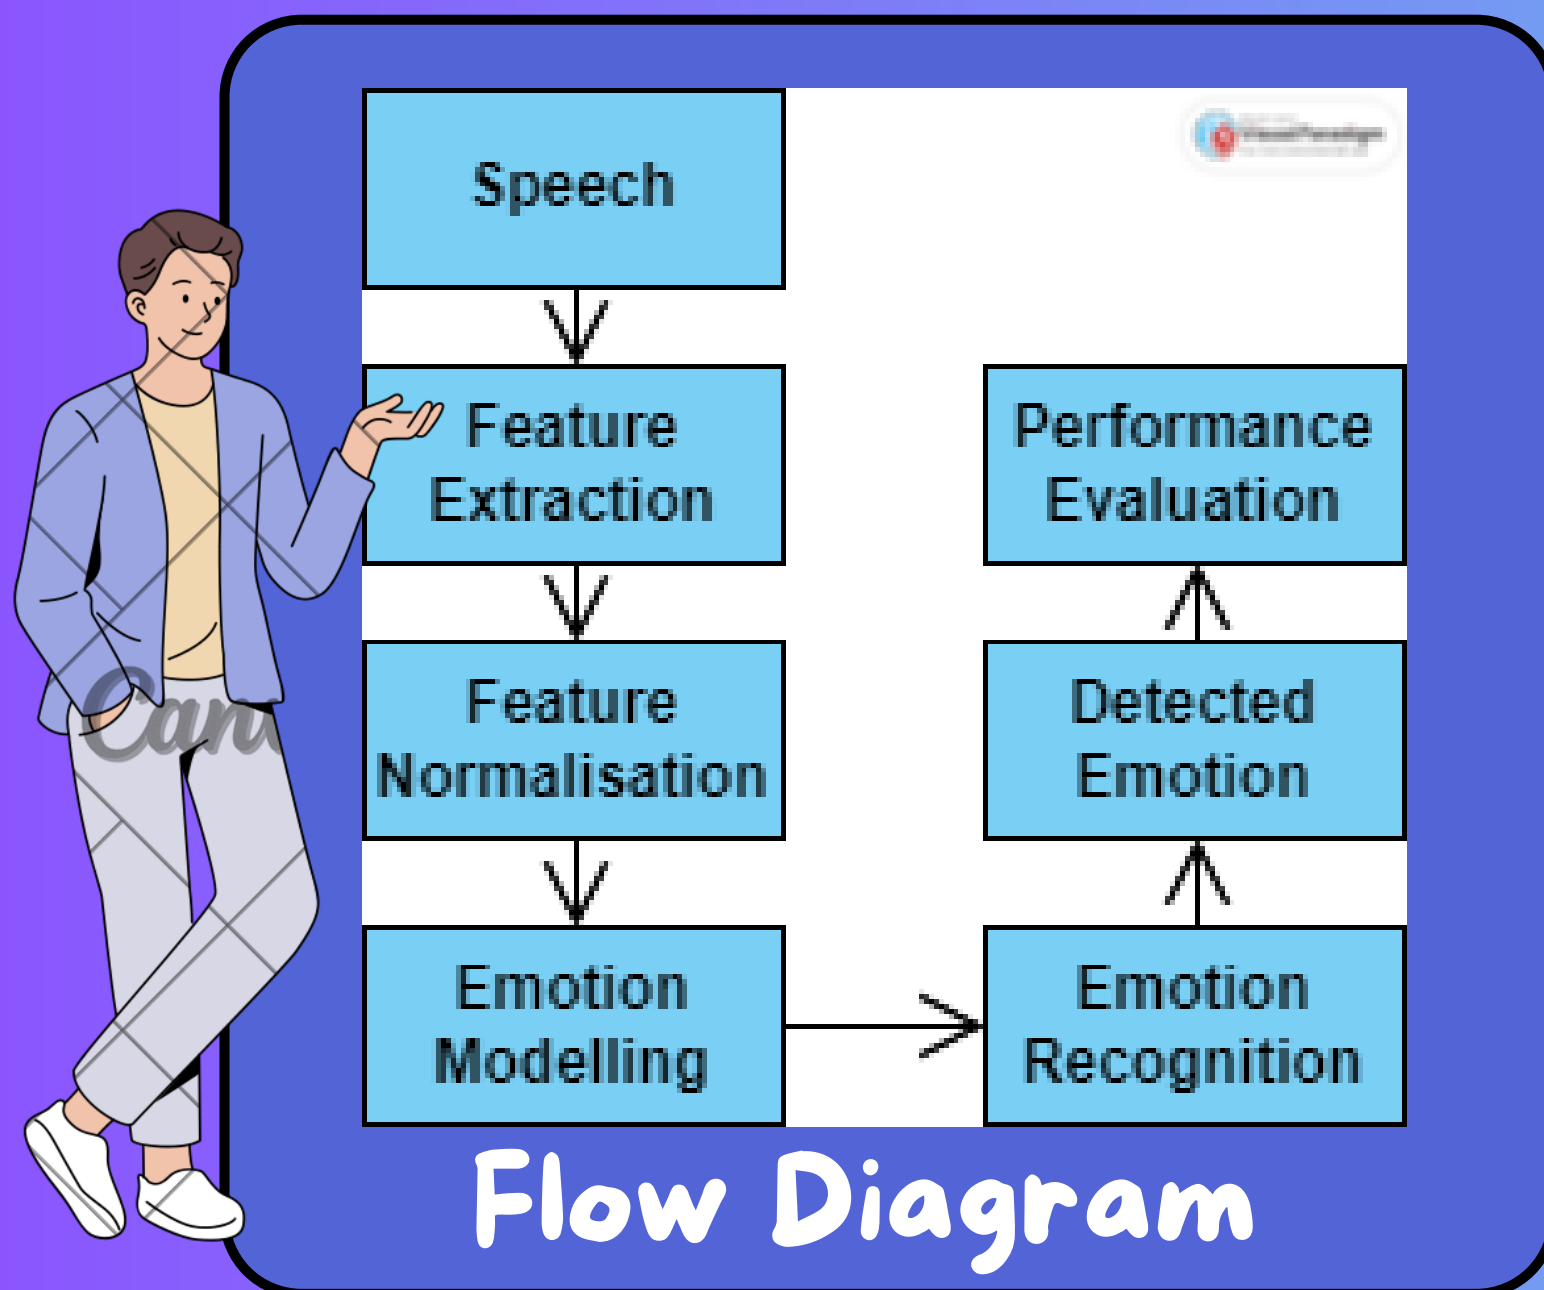 Speech
Feature
Extraction
Feature
Normalisation
Emotion
Modelling
Emotion
Recognition
Detected
Emotion
Performance
Evaluation
Flow Diagram